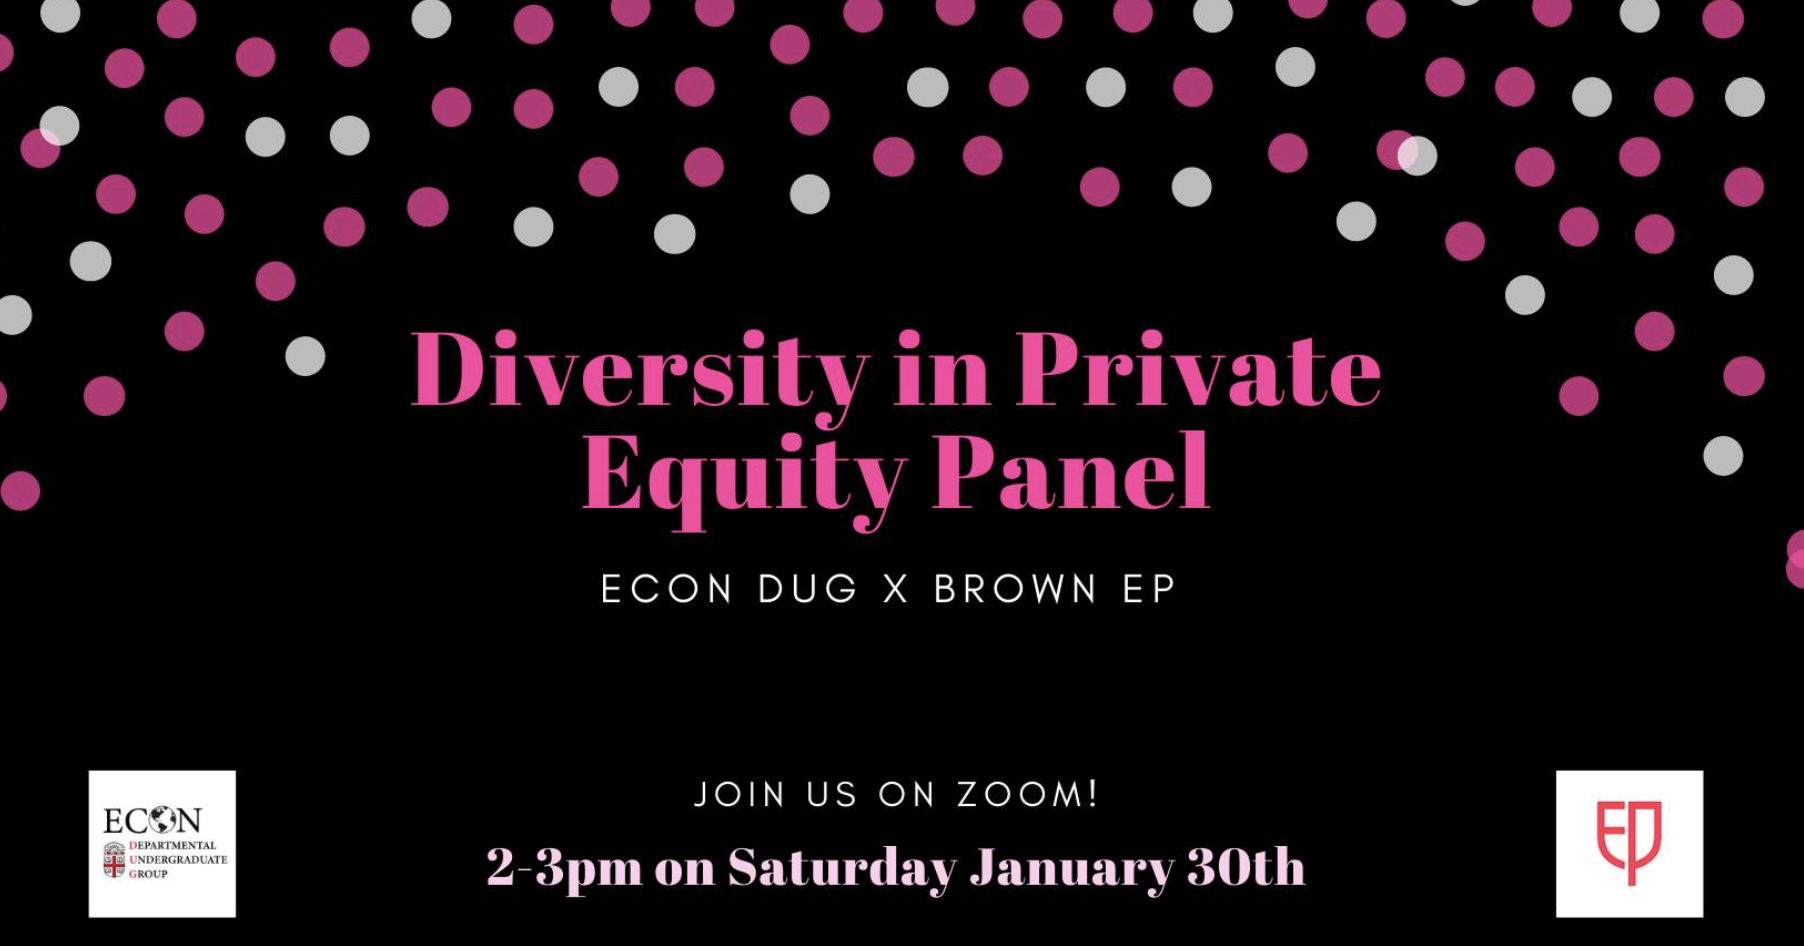 Diversity in Private
Equity Panel
ECON DUG X BROWN EP
JOIN US ON ZOOM!
2-3pm on Saturday January 30th
ECON
DEPARTMENTAL
UNDERGRADUATE
GROUP
EP